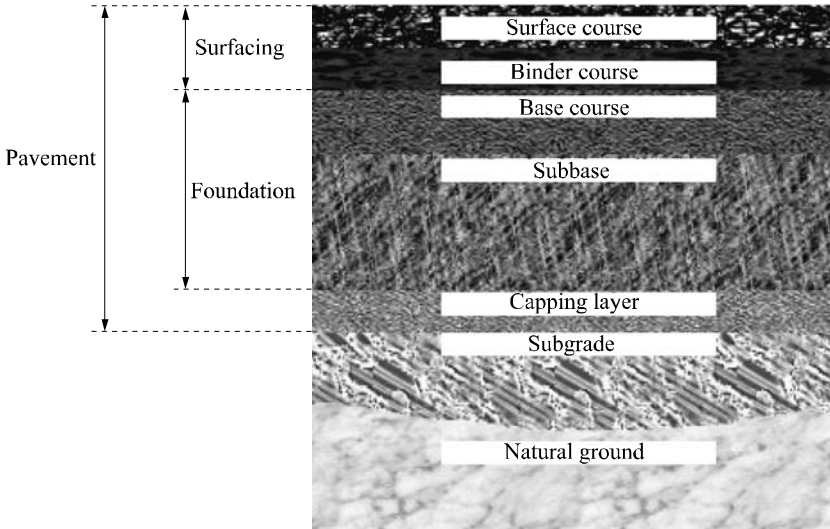 Surface course
Surfacing
Binder course
Base course
Pavement
Subbase
Foundation
Capping layer
Subgrade
Natural ground